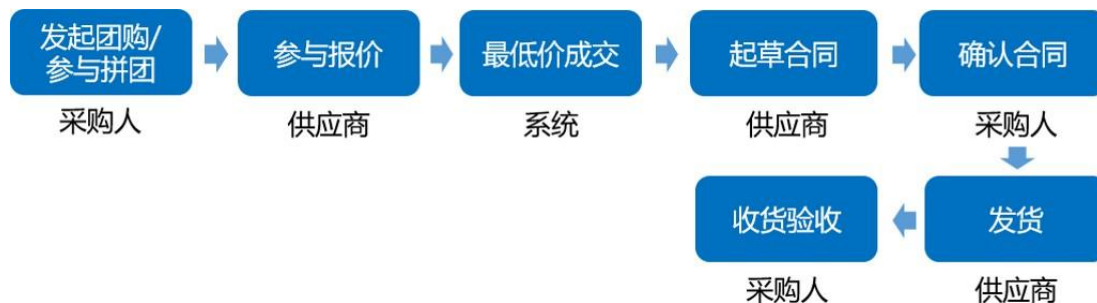 发起团购/
参与拼团
参与报价
最低价成交
起草合同
确认合同
采购人
供应商
系统
供应商
采购人
收货验收
发货
采购人
供应商